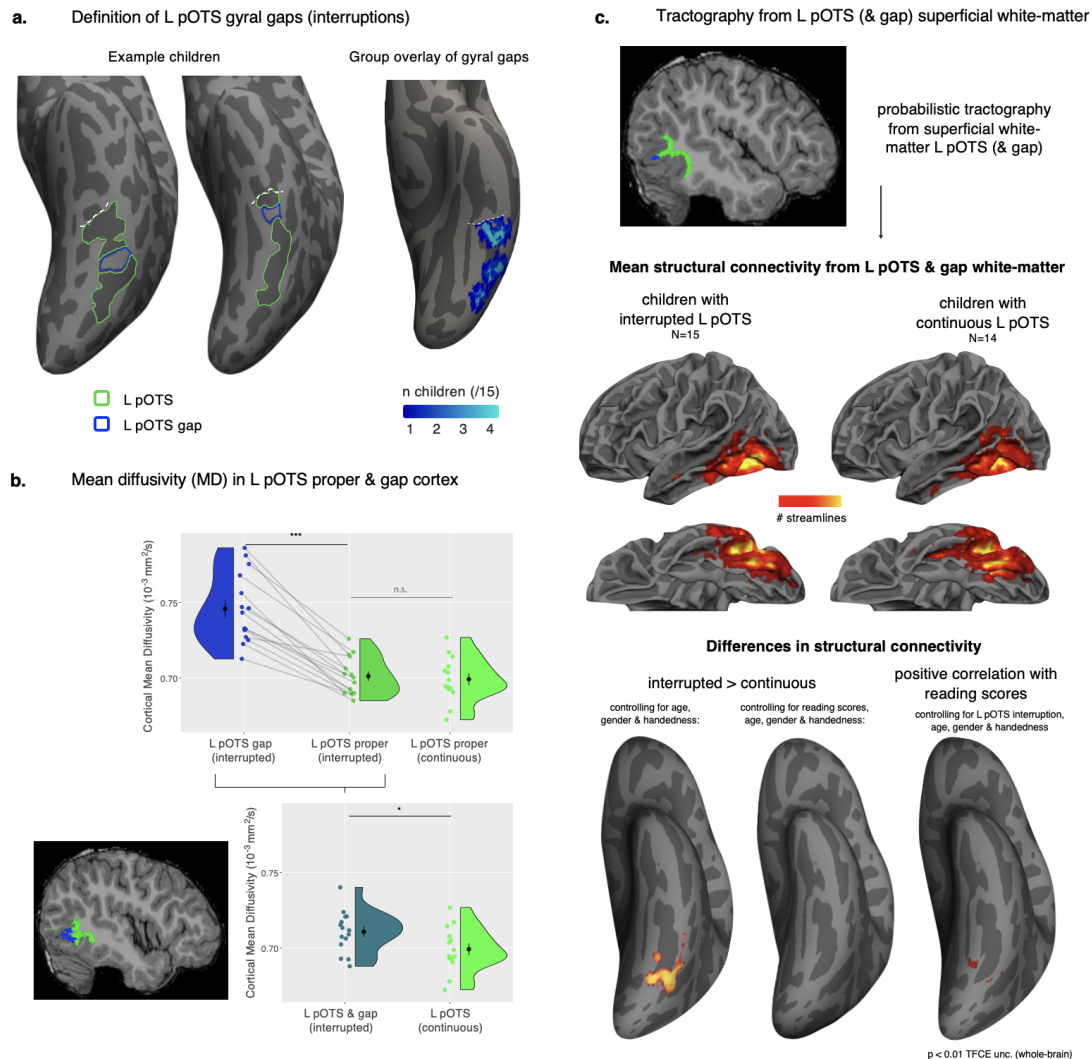 a. Definition of L pOTS gyral gaps (interruptions)
Example children
Group overlay of gyral gaps
L pOTS
L pOTS gap
n children (/15)
1 2 3 4
b. Mean diffusivity (MD) in L pOTS proper & gap cortex
Cortical Mean Diffusivity (10-3 mm2/s)
0.75
0.70
***
n.s.
L pOTS gap
(interrupted)
L pOTS proper
(interrupted)
L pOTS proper
(continuous)
Cortical Mean Diffusivity (10-3 mm2/s)
0.75
0.70
*
L pOTS & gap
(interrupted)
L pOTS
(continuous)
c. Tractography from L pOTS (& gap) superficial white-matter
probabilistic tractography
from superficial white-
matter L pOTS (& gap)
Mean structural connectivity from L pOTS & gap white-matter
children with
interrupted L pOTS
N=15
children with
continuous L pOTS
N=14
# streamlines
Differences in structural connectivity
interrupted > continuous
controlling for age,
gender & handedness:
controlling for reading scores,
age, gender & handedness:
positive correlation with
reading scores
controlling for L pOTS interruption,
age, gender & handedness
p < 0.01 TFCE unc. (whole-brain)